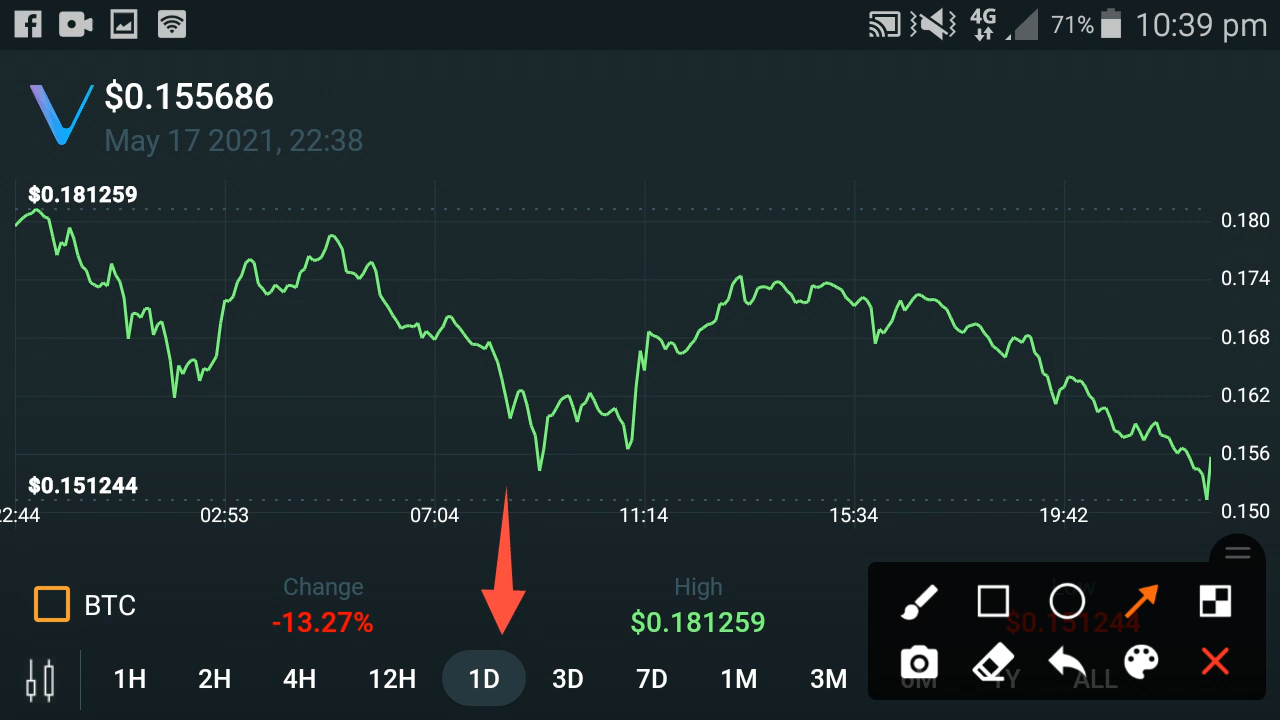 4G 71% 10:39 pm
$0.155686
May 17 2021, 22:38
$0.181259
0.180
0.174
0.168
0.162
0.156
$0.151244
0.150
22:44 02:53 07:04 11:14 15:34 19:42
Change High Low
BTC -13.27% $0.181259 $0.151244
1H 2H 4H 12H 1D 3D 7D 1M 3M 6M 1Y ALL